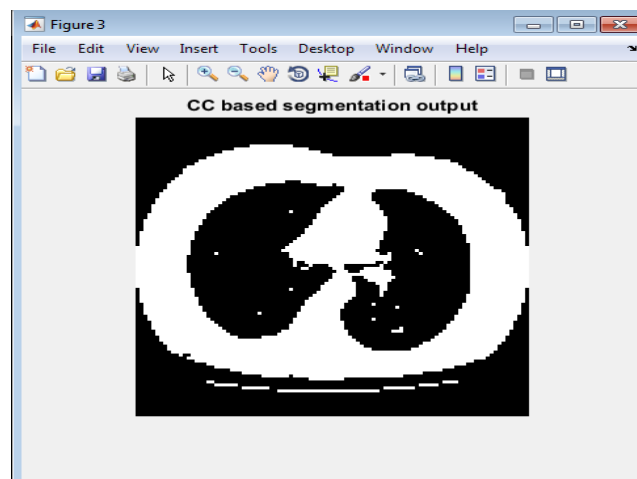 Figure 3
File Edit View Insert Tools Desktop Window Help
CC based segmentation output